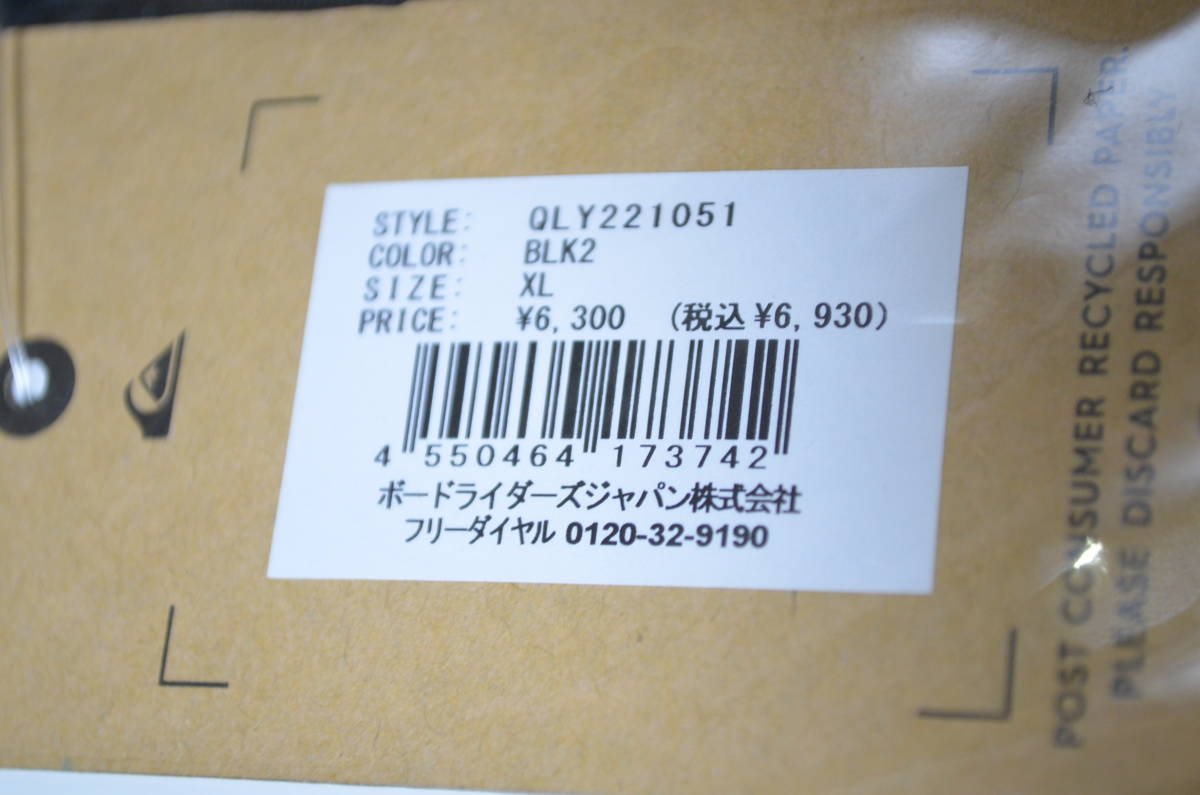 STYLE: QLY221051
COLOR: BLK2
SIZE: XL
PRICE: ¥6,300 (税込¥6,930)
4 550464 173742
ボードライダーズジャパン株式会社
フリーダイヤル 0120-32-9190
POST CONSUMER RECYCLED PAPER.
PLEASE DISCARD RESPONSIBLY